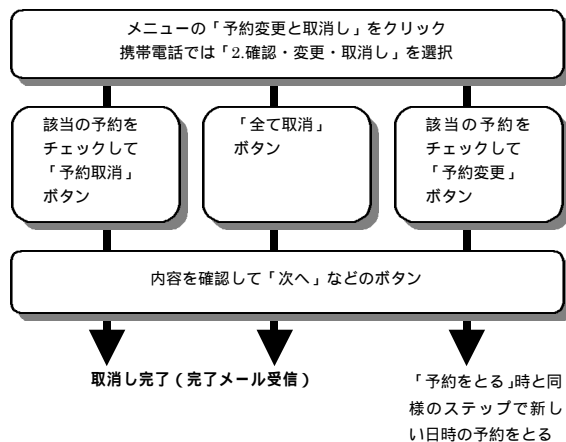 メニューの「予約変更と取消し」をクリック
携帯電話では「2.確認・変更・取消し」を選択
該当の予約を
チェックして
「予約取消」
ボタン
「全て取消」
ボタン
該当の予約を
チェックして
「予約変更」
ボタン
内容を確認して「次へ」などのボタン
取消し完了(完了メール受信)
「予約をとる」時と同
様のステップで新し
い日時の予約をとる